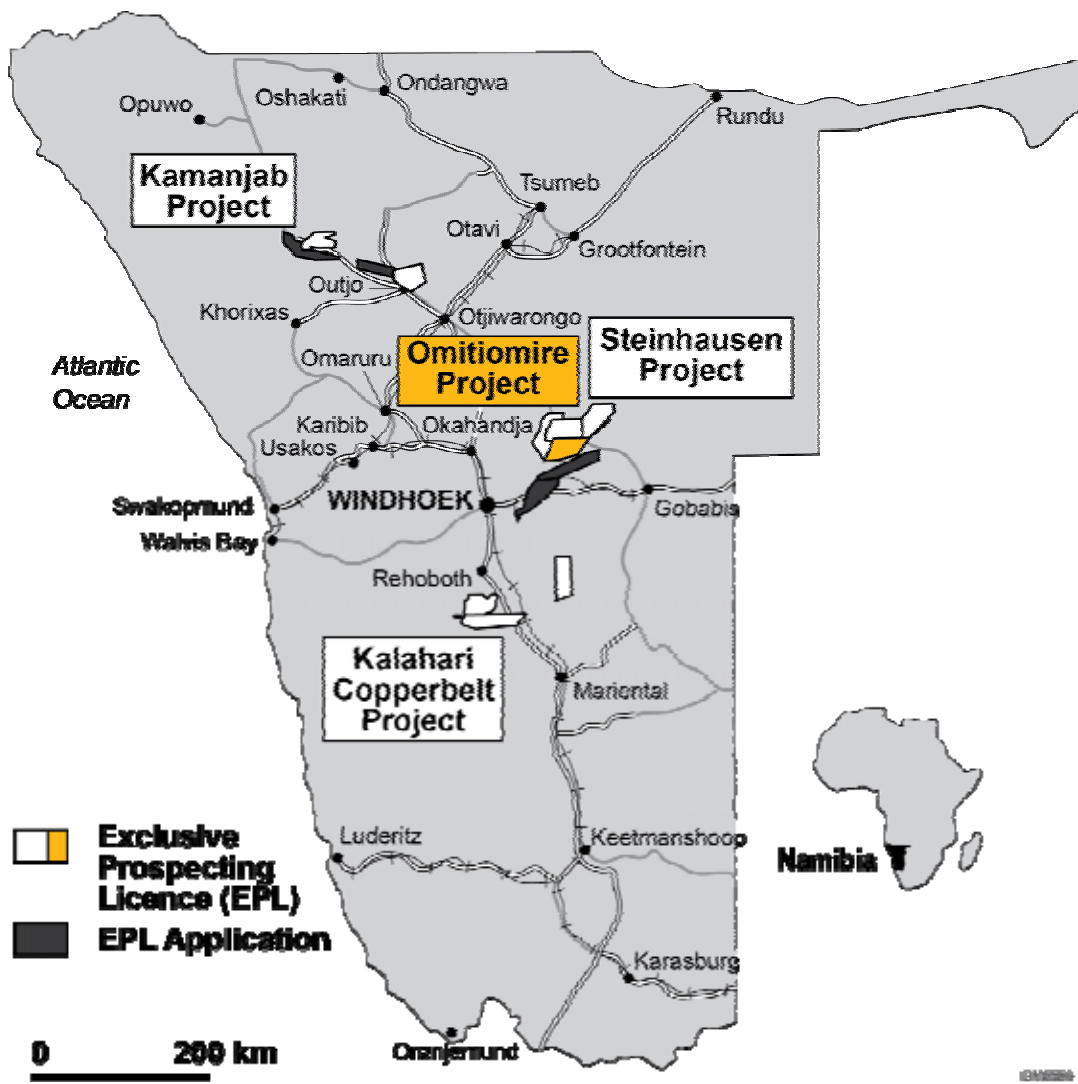 Ondangwa
Oshakati
Opuwo
Rundu
Kamanjab
Project
Tsumeb
Otavi
Grootfontein
Outjo
Khorixas
Otjiwarongo
Steinhausen
Project
Omaruru
Omitiomire
Project
Atlantic
Ocean
Karibib
Okahandja
Usakos
WINDHOEK
Swakopmund
Gobabis
Walvis Bay
Rehoboth
Kalahari
Copperbelt
Project
Mariental
Luderitz
Keetmanshoop
Namibia
Exclusive
Prospecting
Licence (EPL)
EPL Application
Karasburg
0 200 km
Oranjemund